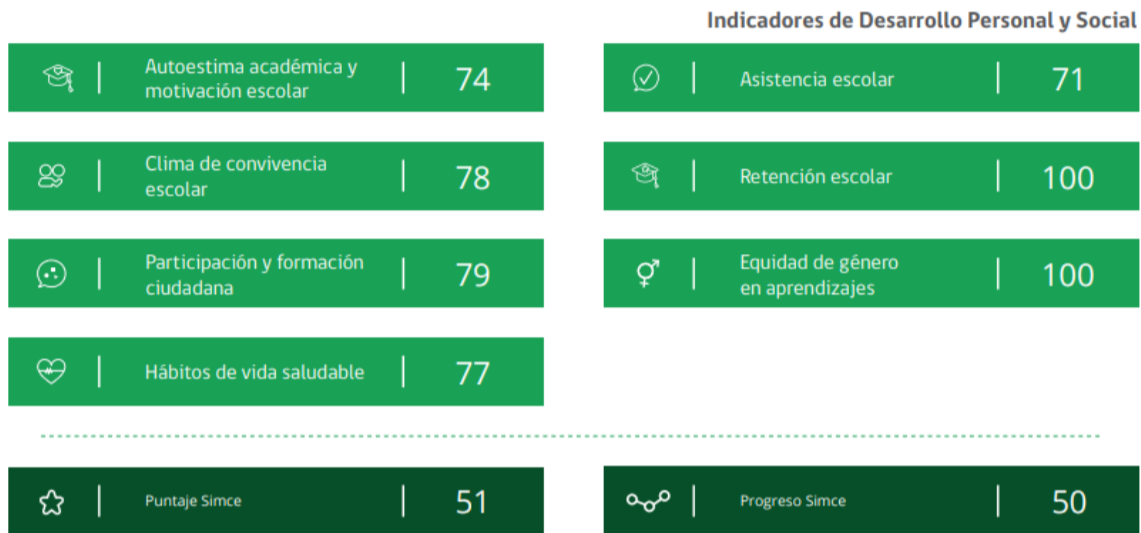 Indicadores de Desarrollo Personal y Social
Autoestima académica y
motivación escolar
74
Asistencia escolar
71
Clima de convivencia
escolar
78
Retención escolar
100
Participación y formación
ciudadana
79
Equidad de género
en aprendizajes
100
Hábitos de vida saludable
77
Puntaje Simce
51
Progreso Simce
50